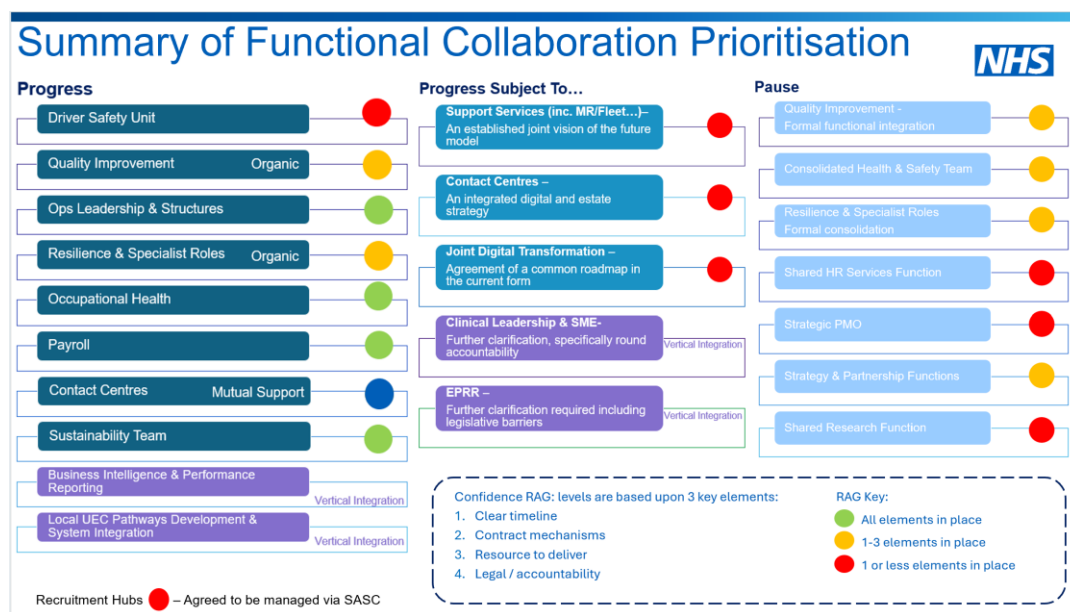 Summary of Functional Collaboration Prioritisation
NHS
Progress
Driver Safety Unit
Quality Improvement Organic
Ops Leadership & Structures
Resilience & Specialist Roles Organic
Occupational Health
Payroll
Contact Centres Mutual Support
Sustainability Team
Business Intelligence & Performance
Reporting
Vertical Integration
Local UEC Pathways Development &
System Integration
Vertical Integration
Recruitment Hubs – Agreed to be managed via SASC
Progress Subject To…
Support Services (inc. MR/Fleet…)–
An established joint vision of the future
model
Contact Centres –
An integrated digital and estate
strategy
Joint Digital Transformation –
Agreement of a common roadmap in
the current form
Clinical Leadership & SME-
Further clarification, specifically round
accountability
Vertical Integration
EPRR –
Further clarification required including
legislative barriers
Vertical Integration
Pause
Quality Improvement -
Formal functional integration
Consolidated Health & Safety Team
Resilience & Specialist Roles
Formal consolidation
Shared HR Services Function
Strategic PMO
Strategy & Partnership Functions
Shared Research Function
Confidence RAG: levels are based upon 3 key elements:
1. Clear timeline
2. Contract mechanisms
3. Resource to deliver
4. Legal / accountability
RAG Key:
All elements in place
1-3 elements in place
1 or less elements in place